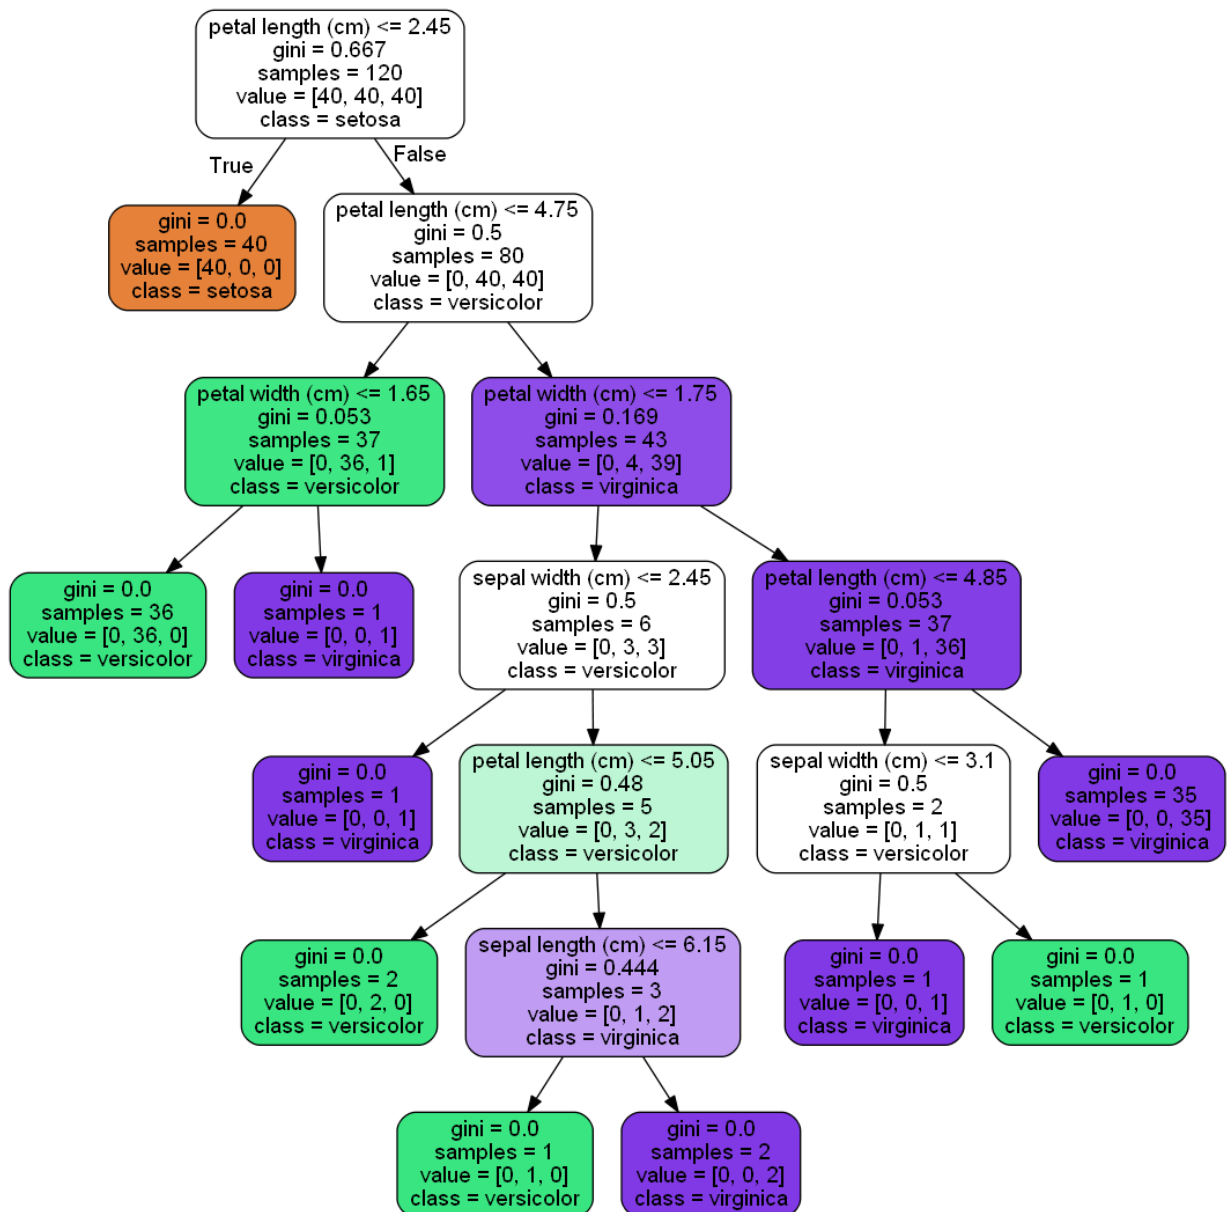 petal length (cm) <= 2.45
gini = 0.667
samples = 120
value = [40, 40, 40]
class = setosa
True
False
gini = 0.0
samples = 40
value = [40, 0, 0]
class = setosa
petal length (cm) <= 4.75
gini = 0.5
samples = 80
value = [0, 40, 40]
class = versicolor
petal width (cm) <= 1.65
gini = 0.053
samples = 37
value = [0, 36, 1]
class = versicolor
petal width (cm) <= 1.75
gini = 0.169
samples = 43
value = [0, 4, 39]
class = virginica
gini = 0.0
samples = 36
value = [0, 36, 0]
class = versicolor
gini = 0.0
samples = 1
value = [0, 0, 1]
class = virginica
sepal width (cm) <= 2.45
gini = 0.5
samples = 6
value = [0, 3, 3]
class = versicolor
petal length (cm) <= 4.85
gini = 0.053
samples = 37
value = [0, 1, 36]
class = virginica
gini = 0.0
samples = 1
value = [0, 0, 1]
class = virginica
petal length (cm) <= 5.05
gini = 0.48
samples = 5
value = [0, 3, 2]
class = versicolor
sepal width (cm) <= 3.1
gini = 0.5
samples = 2
value = [0, 1, 1]
class = versicolor
gini = 0.0
samples = 35
value = [0, 0, 35]
class = virginica
gini = 0.0
samples = 2
value = [0, 2, 0]
class = versicolor
sepal length (cm) <= 6.15
gini = 0.444
samples = 3
value = [0, 1, 2]
class = virginica
gini = 0.0
samples = 1
value = [0, 0, 1]
class = virginica
gini = 0.0
samples = 1
value = [0, 1, 0]
class = versicolor
gini = 0.0
samples = 1
value = [0, 1, 0]
class = versicolor
gini = 0.0
samples = 2
value = [0, 0, 2]
class = virginica